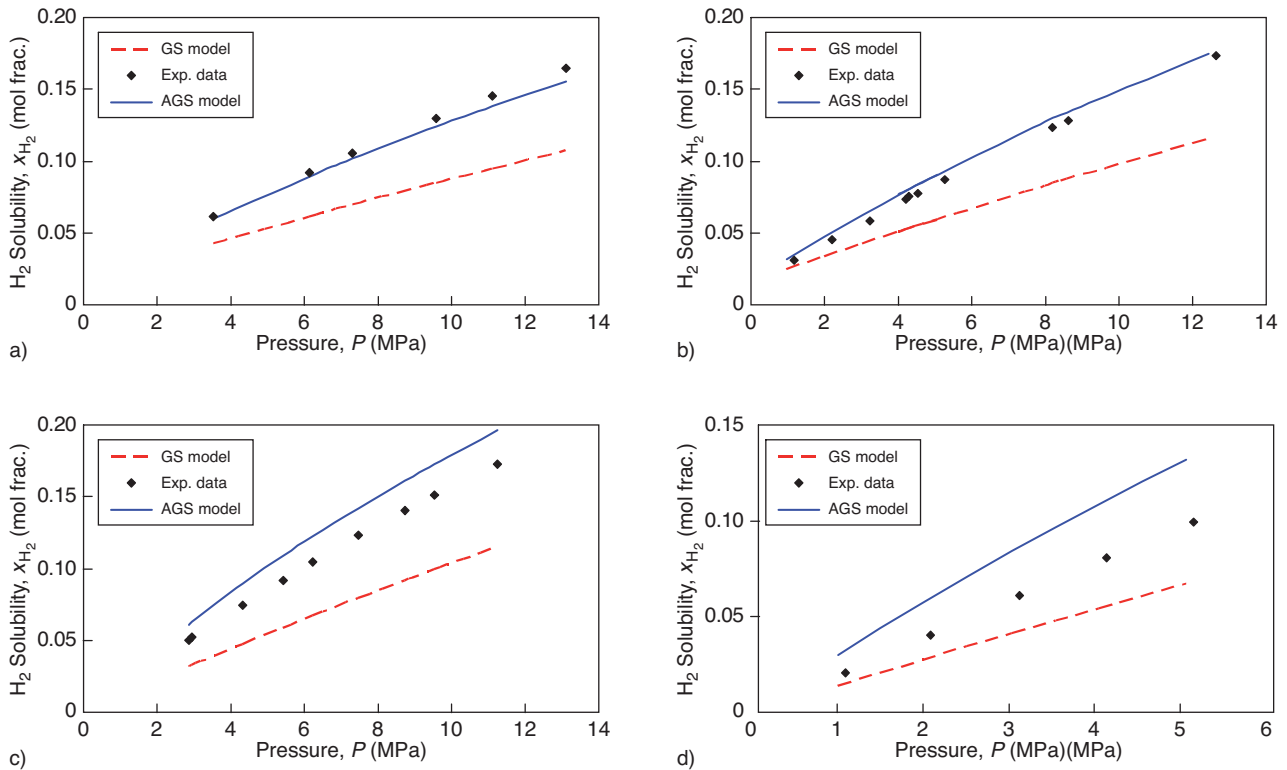 0.20
0.15
0.10
0.05
0
H2 Solubility, xH2 (mol frac.)
GS model
Exp. data
AGS model
0 2 4 6 8 10 12 14
Pressure, P (MPa)
a)
0.20
0.15
0.10
0.05
0
H2 Solubility, xH2 (mol frac.)
GS model
Exp. data
AGS model
0 2 4 6 8 10 12 14
Pressure, P (MPa)(MPa)
b)
0.20
0.15
0.10
0.05
0
H2 Solubility, xH2 (mol frac.)
GS model
Exp. data
AGS model
0 2 4 6 8 10 12 14
Pressure, P (MPa)
c)
0.15
0.10
0.05
0
H2 Solubility, xH2 (mol frac.)
GS model
Exp. data
AGS model
0 1 2 3 4 5 6
Pressure, P (MPa)(MPa)
d)